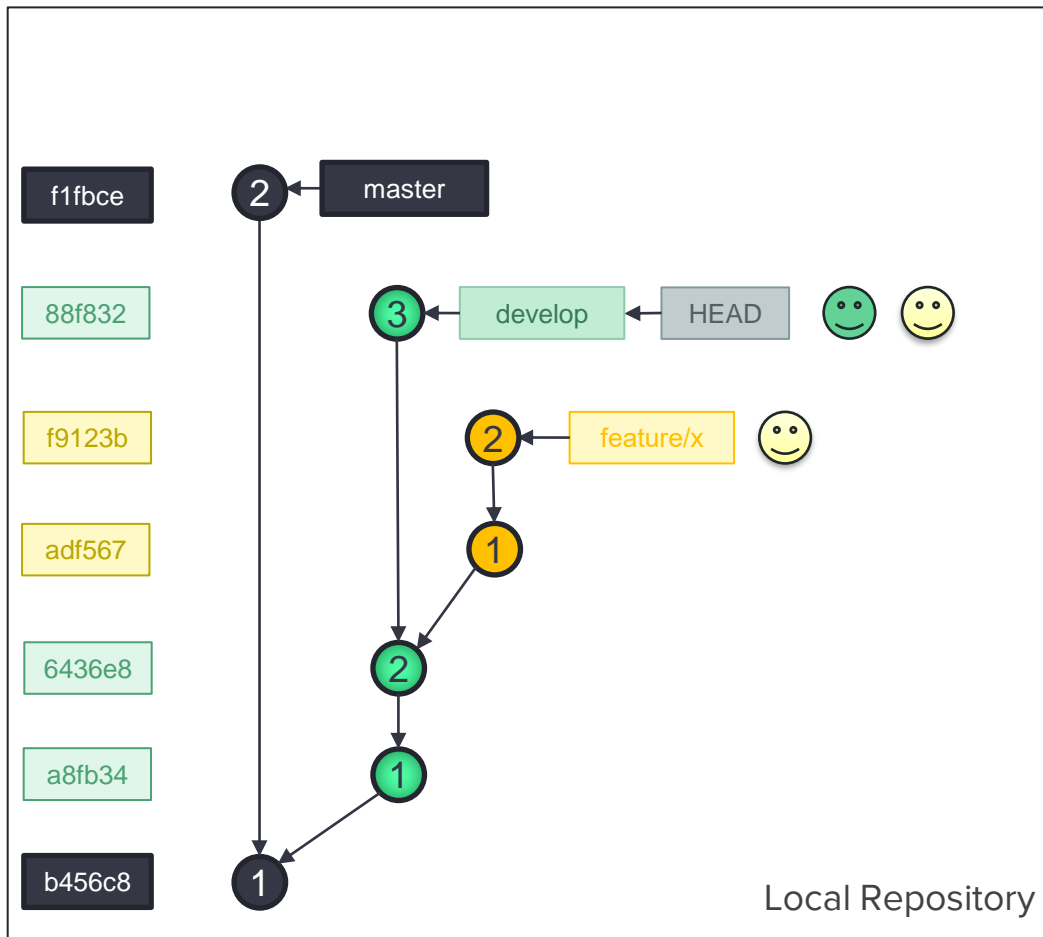 f1fbce
2
master
88f832
3
develop
HEAD
f9123b
2
feature/x
adf567
1
6436e8
2
a8fb34
1
b456c8
1
Local Repository